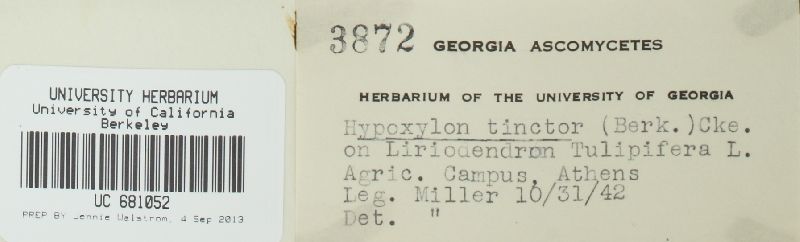 UNIVERSITY HERBARIUM
University of California
Berkeley
UC 681052
PREP BY Jennie Walstrom, 4 Sep 2013
3872 GEORGIA ASCOMYCETES
HERBARIUM OF THE UNIVERSITY OF GEORGIA
Hypoxylon tinctor (Berk.)Cke.
on Liriodendron Tulipifera L.
Agric. Campus, Athens
Leg. Miller 10/31/42
Det. "